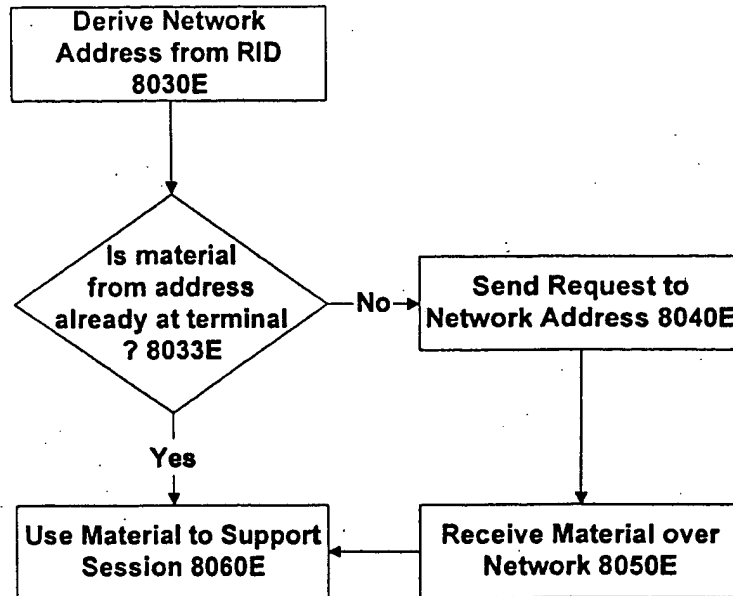 Derive Network
Address from RID
8030E
Is material
from address
already at terminal
? 8033E
No
Send Request to
Network Address 8040E
Yes
Use Material to Support
Session 8060E
Receive Material over
Network 8050E